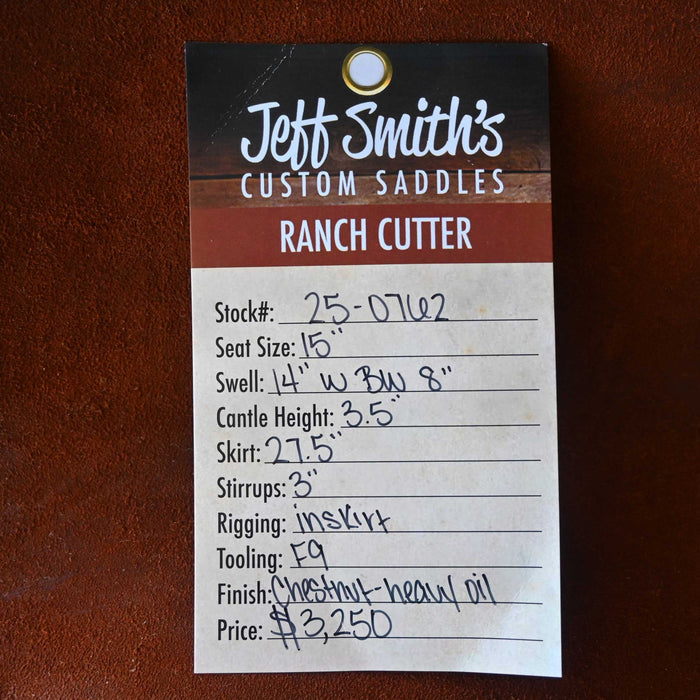 Jeff Smith's
CUSTOM SADDLES
RANCH CUTTER
Stock#: 25-0762
Seat Size: 15"
Swell: 14" W BW 8"
Cantle Height: 3.5"
Skirt: 27.5"
Stirrups: 3"
Rigging: inskirt
Tooling: F9
Finish: Chestnut-heavy oil
Price: $3,250